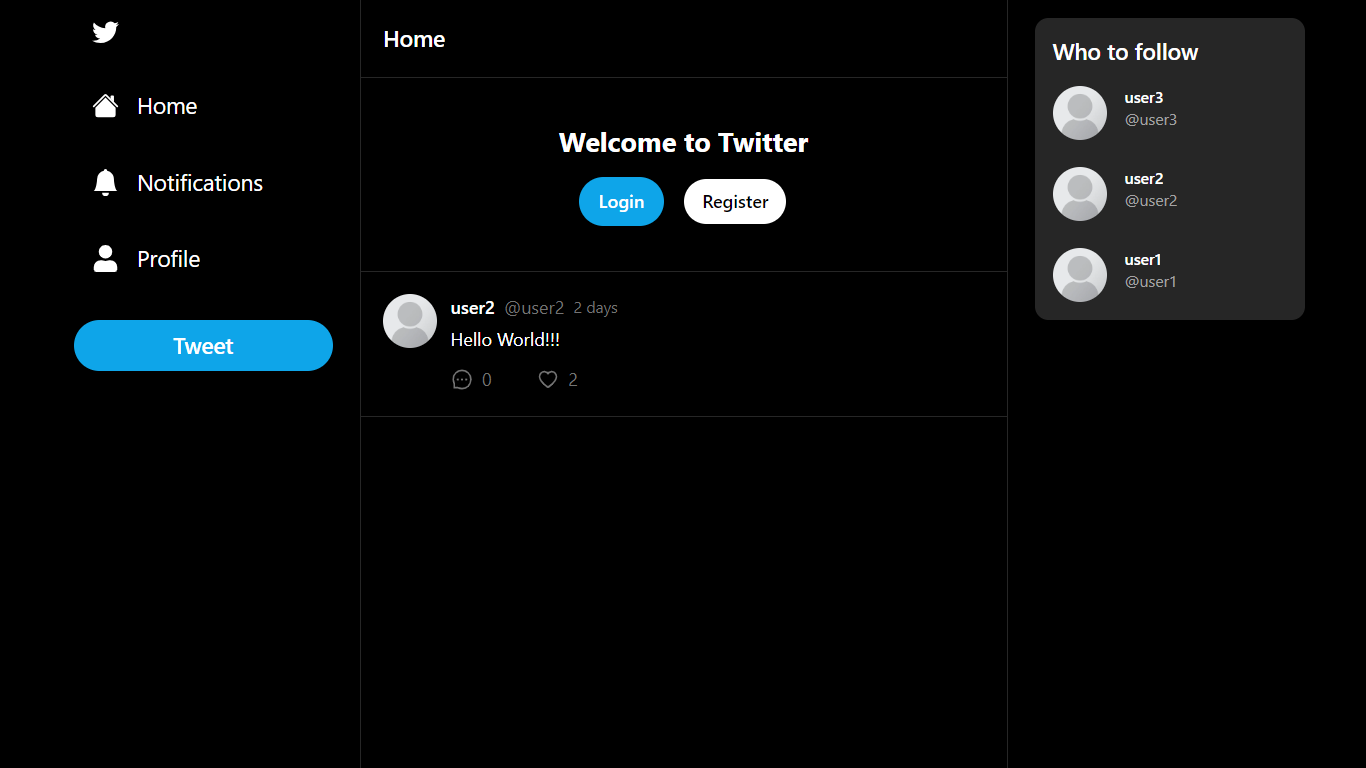 Home
Notifications
Profile
Tweet
Home
Welcome to Twitter
Login Register
user2 @user2 2 days
Hello World!!!
0 2
Who to follow
user3
@user3
user2
@user2
user1
@user1